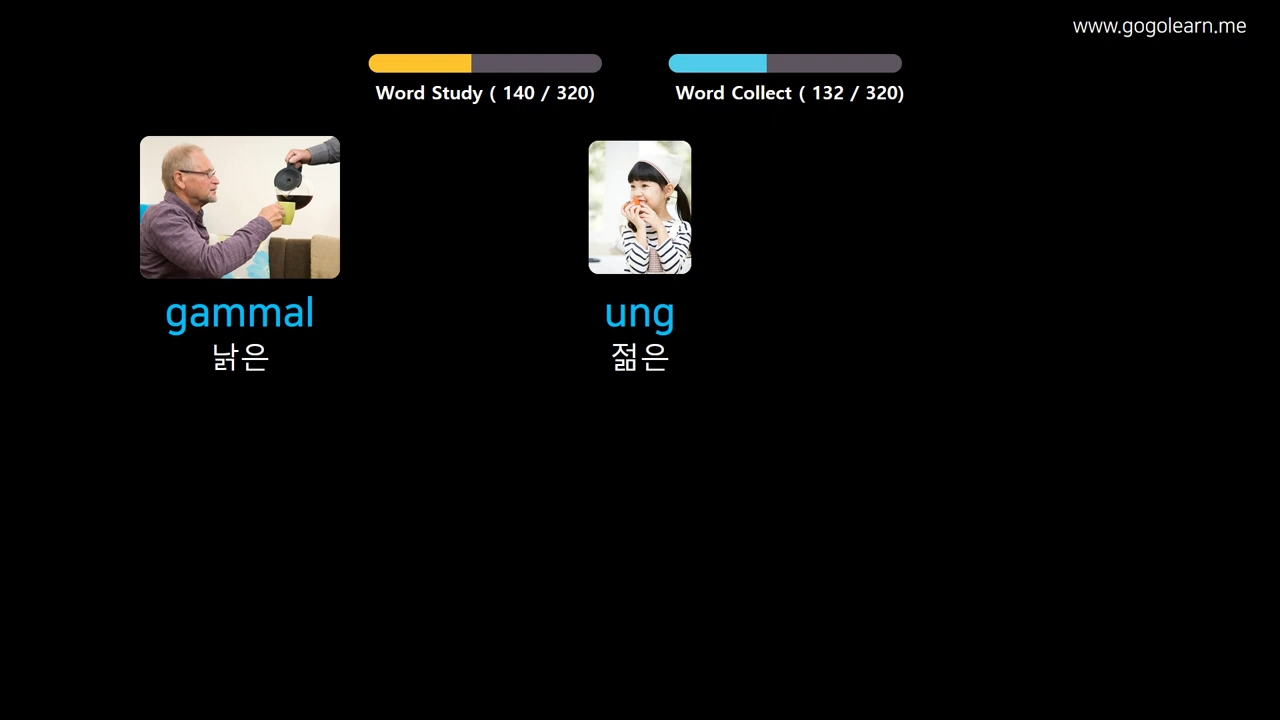 www.gogolearn.me
Word Study ( 140 / 320)
Word Collect ( 132 / 320)
gammal
낡은
ung
젊은